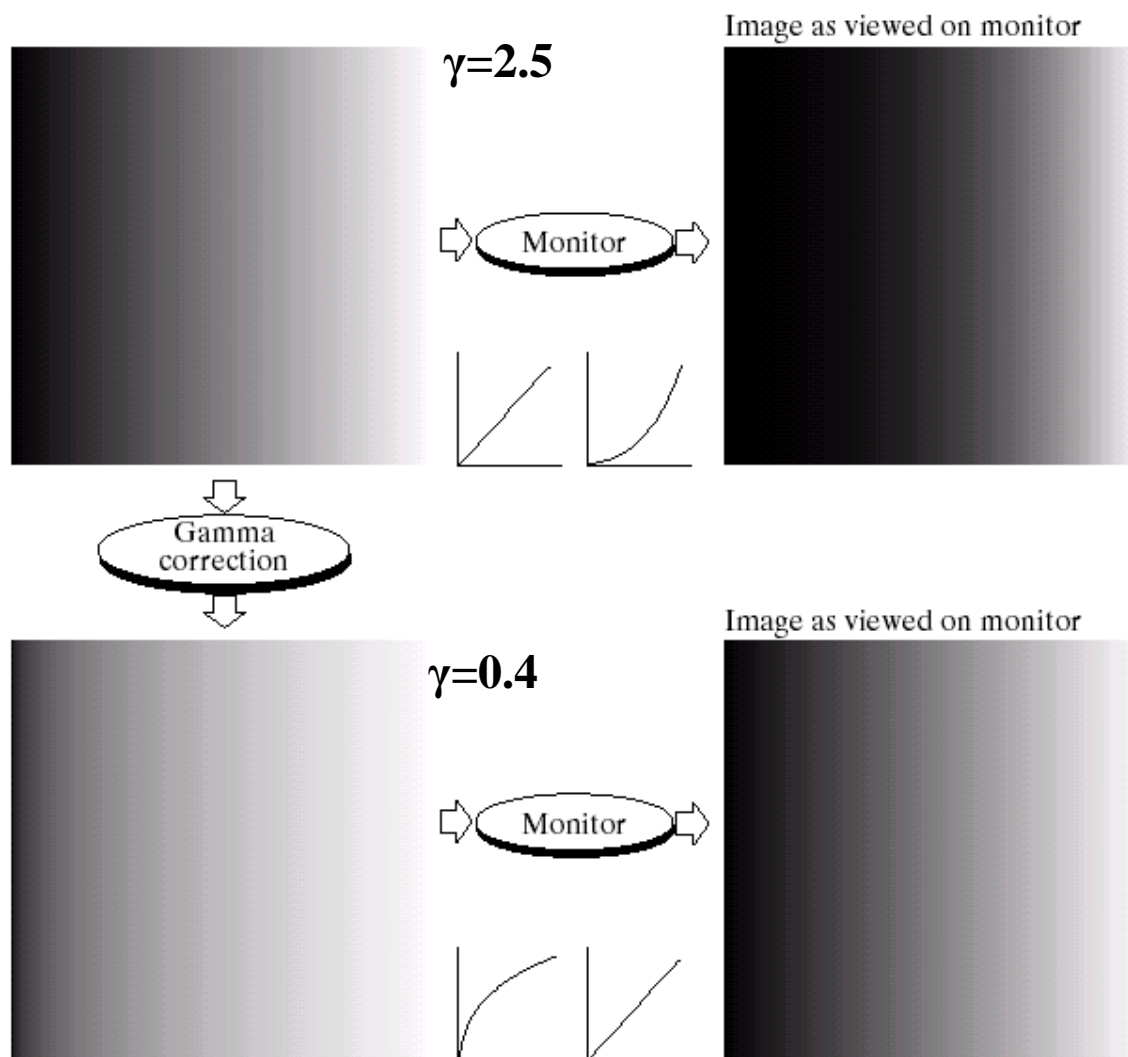 Image as viewed on monitor
γ=2.5
Monitor
Gamma
correction
Image as viewed on monitor
γ=0.4
Monitor